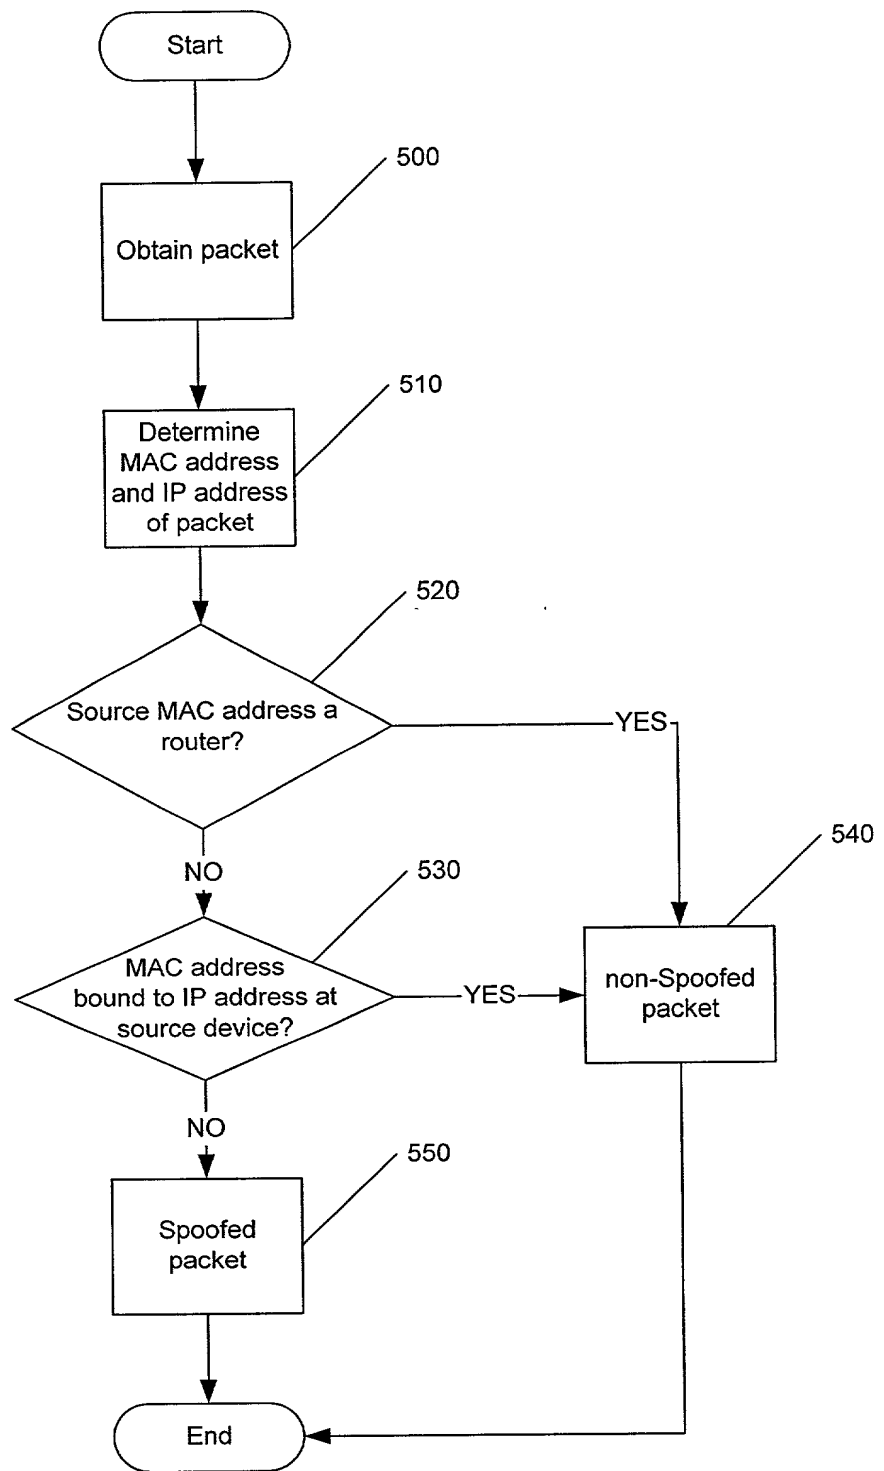 Start
500
Obtain packet
510
Determine
MAC address
and IP address
of packet
520
Source MAC address a
router?
YES
NO
540
530
MAC address
bound to IP address at
source device?
YES
non-Spoofed
packet
NO
550
Spoofed
packet
End